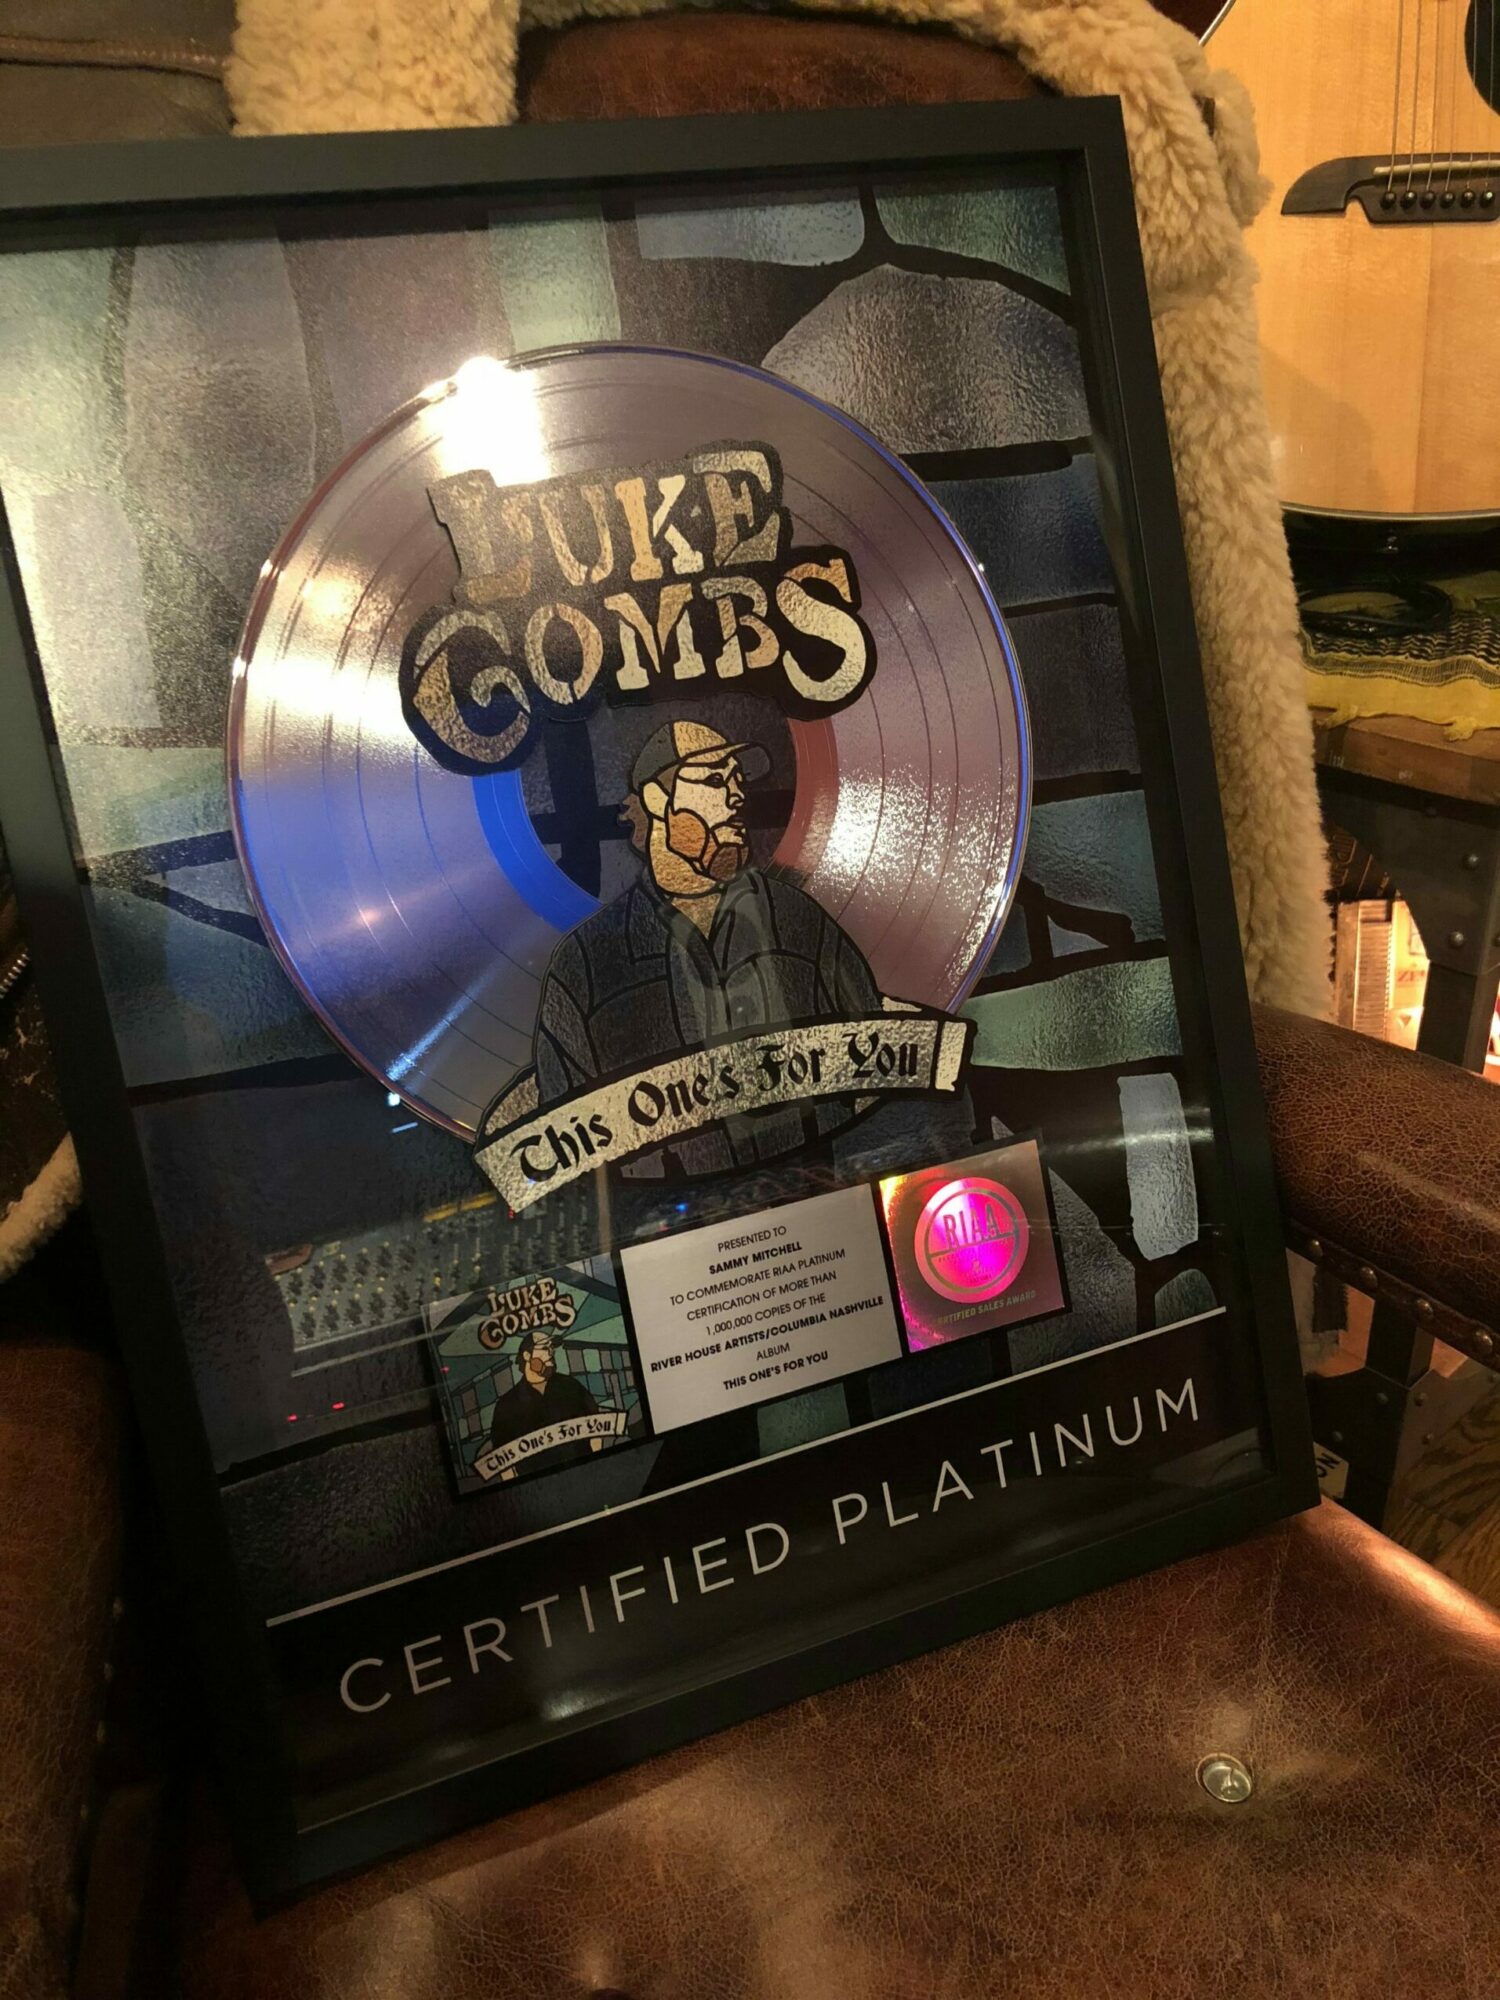 LUKE
COMBS
This One's For You
PRESENTED TO
SAMMY MITCHELL
TO COMMEMORATE RIAA PLATINUM
CERTIFICATION OF MORE THAN
1,000,000 COPIES OF THE
RIVER HOUSE ARTISTS/COLUMBIA NASHVILLE
ALBUM
THIS ONE'S FOR YOU
RIAA
CERTIFIED SALES AWARD
LUKE
COMBS
This One's For You
CERTIFIED PLATINUM